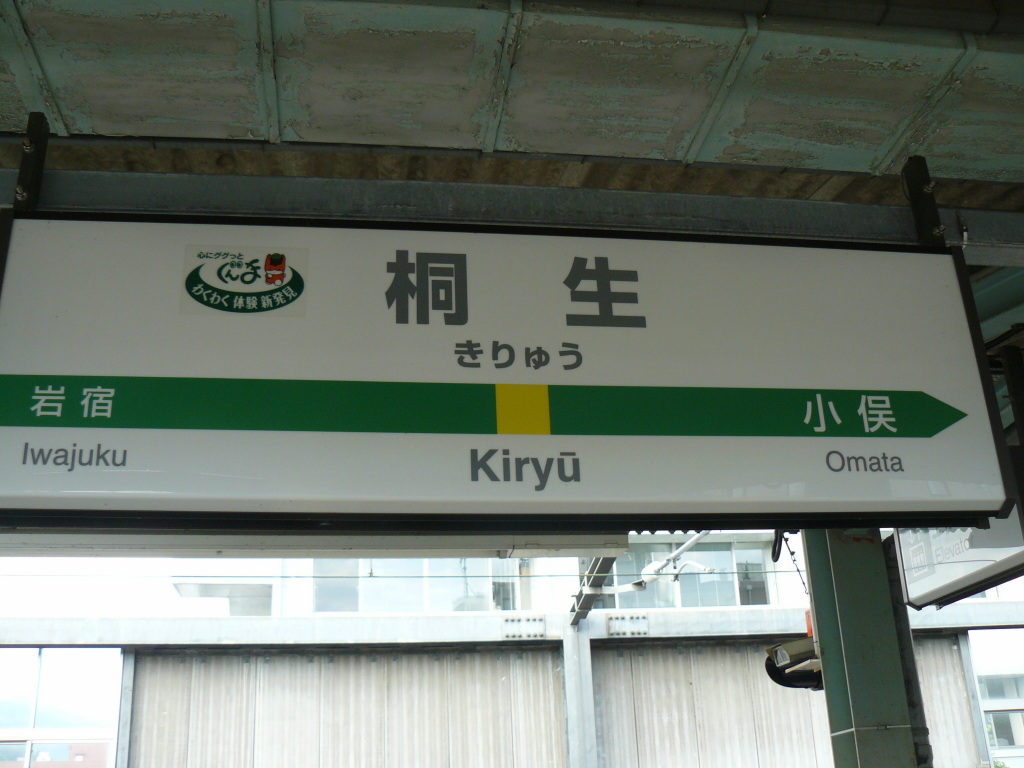 心にググっと
ぐんま
わくわく 体験 新発見
桐生
きりゅう
岩宿
小俣
Iwajuku
Kiryū
Omata